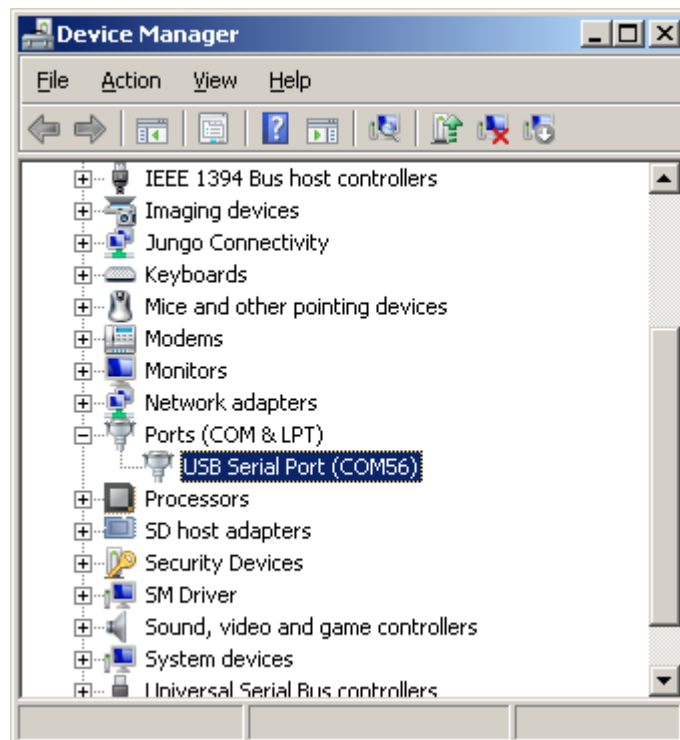 Device Manager
File Action View Help
IEEE 1394 Bus host controllers
Imaging devices
Jungo Connectivity
Keyboards
Mice and other pointing devices
Modems
Monitors
Network adapters
Ports (COM & LPT)
USB Serial Port (COM56)
Processors
SD host adapters
Security Devices
SM Driver
Sound, video and game controllers
System devices
Universal Serial Bus controllers